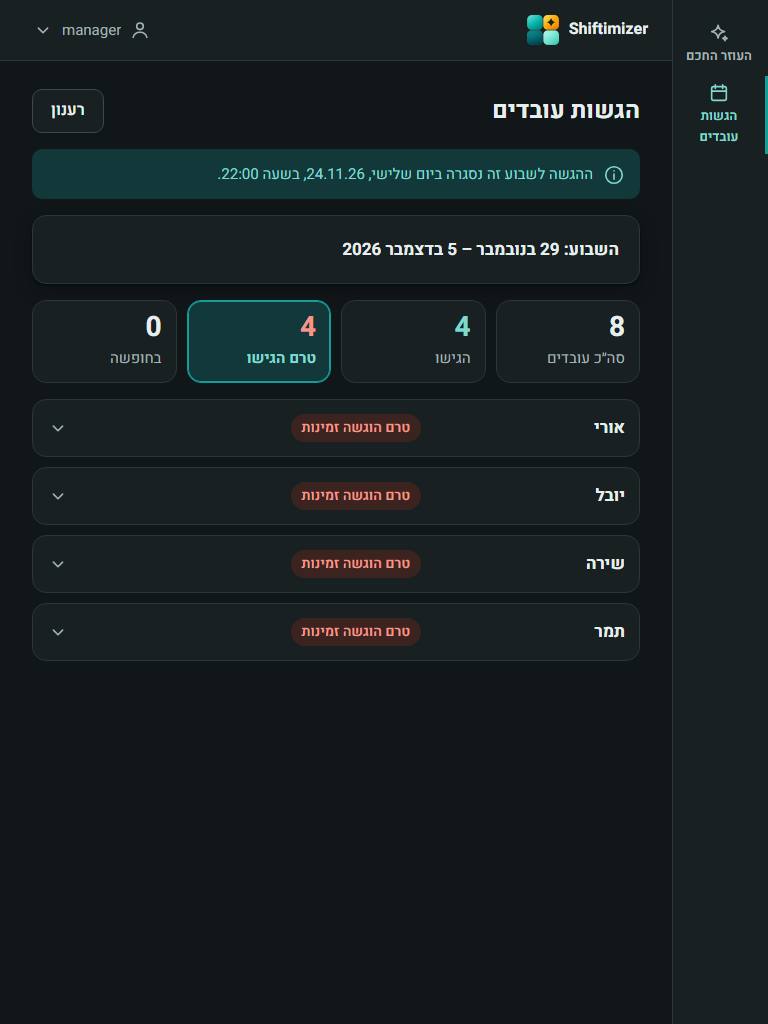 העוזר החכם
הגשות
עובדים
Shiftimizer
manager
הגשות עובדים
רענון
ההגשה לשבוע זה נסגרה ביום שלישי, 24.11.26, בשעה 22:00.
השבוע: 29 בנובמבר – 5 בדצמבר 2026
8
סה"כ עובדים
4
הגישו
4
טרם הגישו
0
בחופשה
אורי
טרם הוגשה זמינות
יובל
טרם הוגשה זמינות
שירה
טרם הוגשה זמינות
תמר
טרם הוגשה זמינות